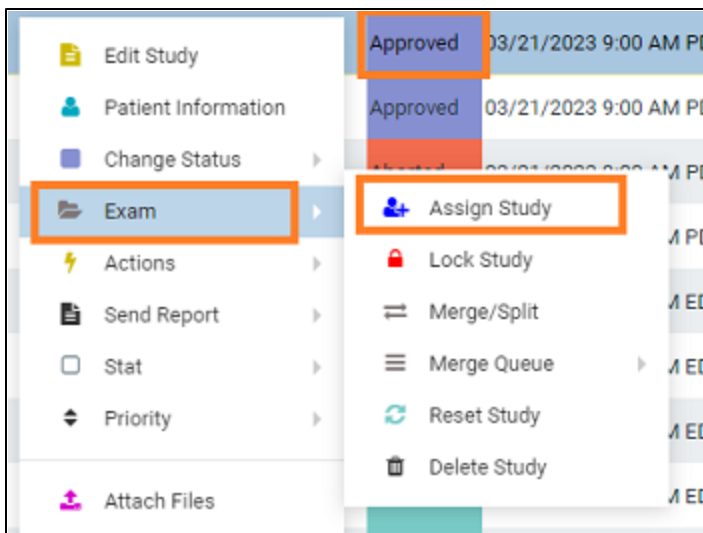 Edit Study
Patient Information
Change Status
Exam
Actions
Send Report
Stat
Priority
Attach Files
Assign Study
Lock Study
Merge/Split
Merge Queue
Reset Study
Delete Study
Approved 03/21/2023 9:00 AM
Approved 03/21/2023 9:00 AM